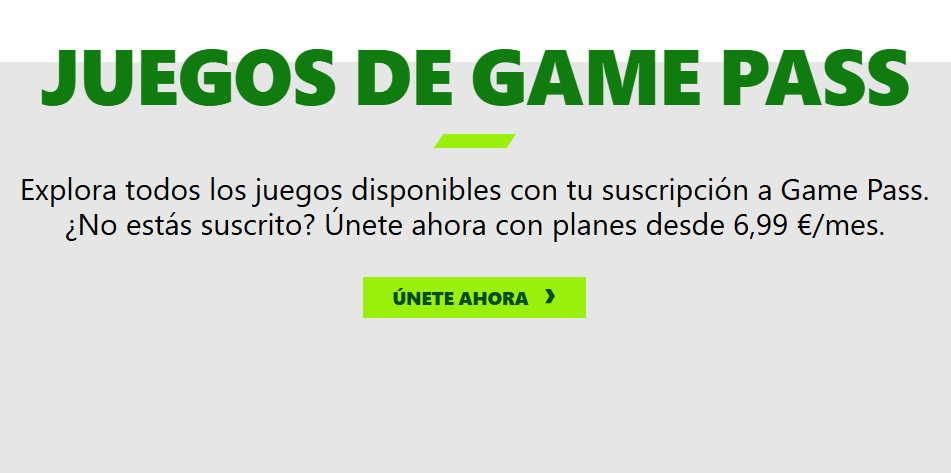 JUEGOS DE GAME PASS
Explora todos los juegos disponibles con tu suscripción a Game Pass.
¿No estás suscrito? Únete ahora con planes desde 6,99 €/mes.
ÚNETE AHORA ❯